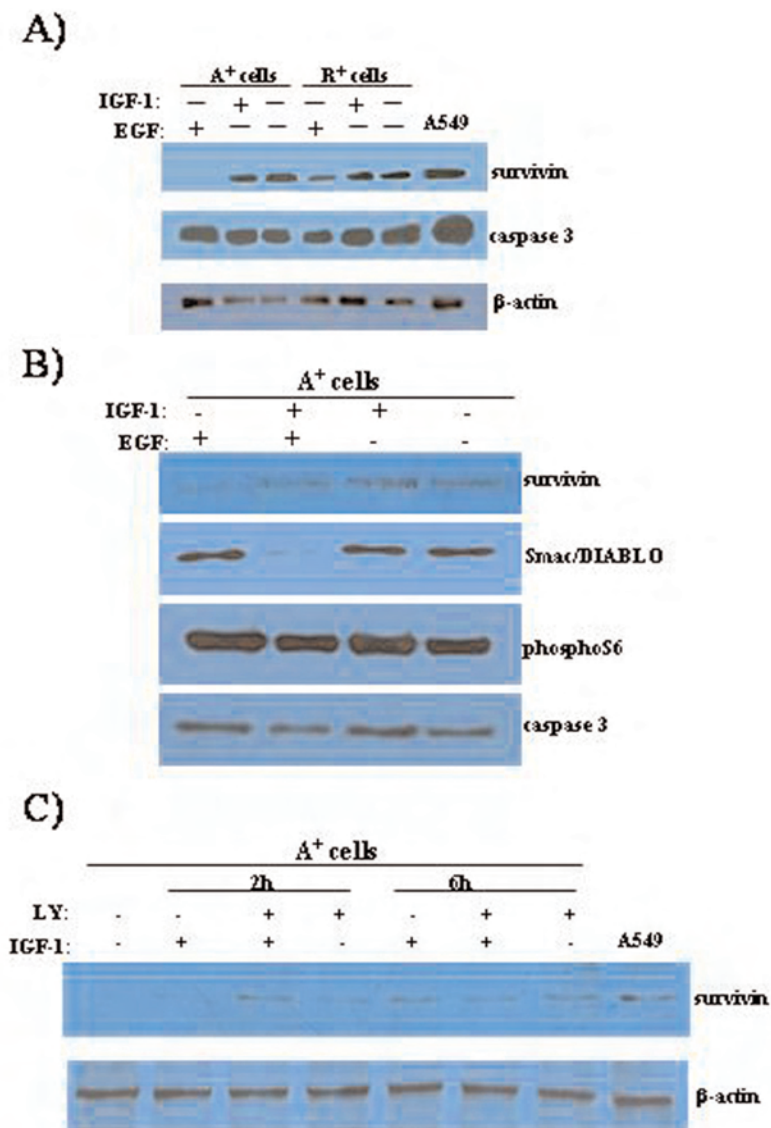 A)
A⁺ cells R⁺ cells
IGF-1: — + — — + —
EGF: + — — + — — A549
survivin
caspase 3
β-actin
B)
A⁺ cells
IGF-1: - + + -
EGF: + + - -
survivin
Smac/DIABLO
phosphoS6
caspase 3
C)
A⁺ cells
2h 6h
LY: - - + + - + +
IGF-1: - + + - + + - A549
survivin
β-actin